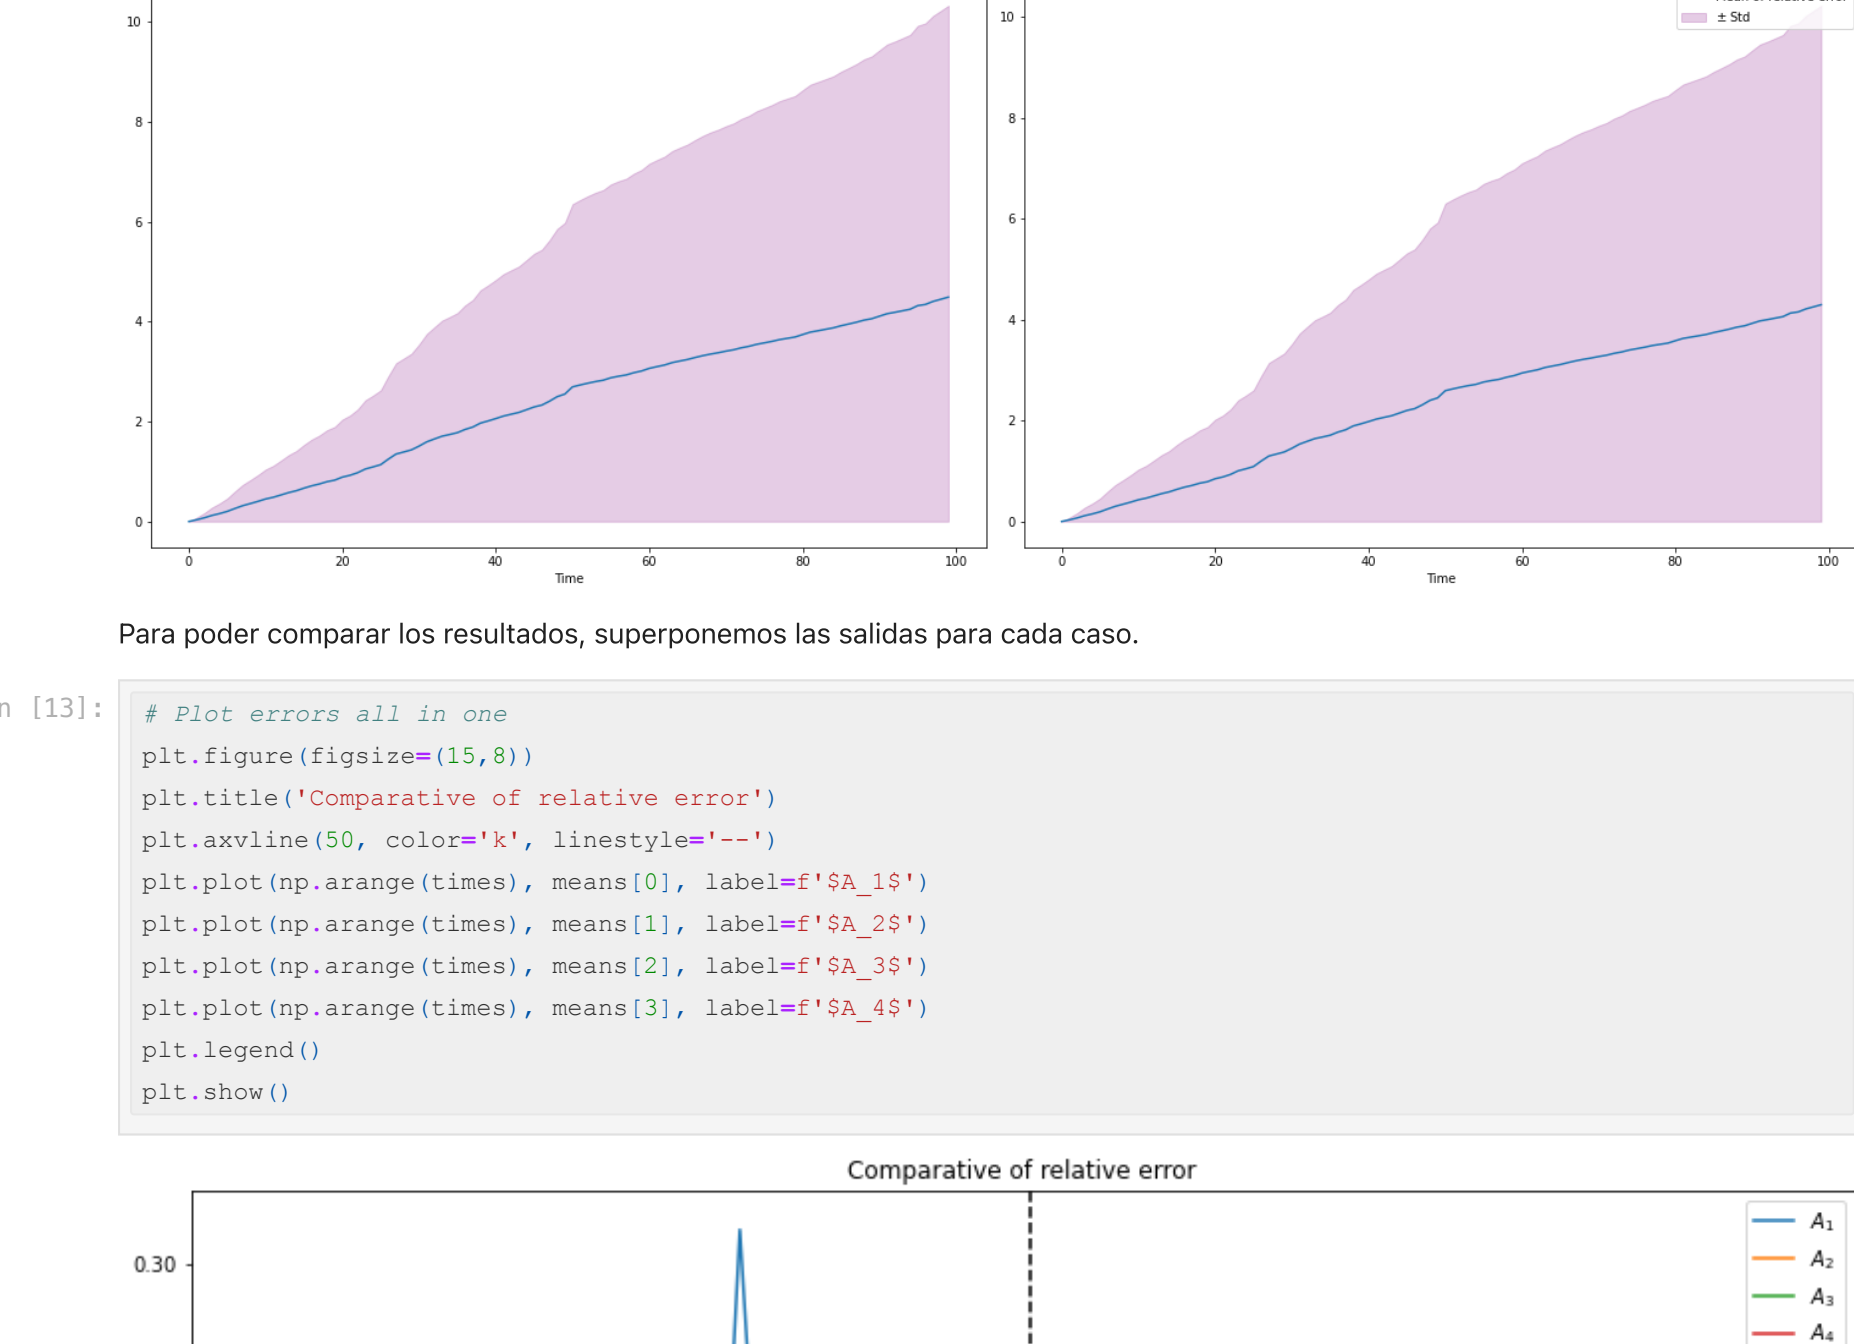 10
8
6
4
2
0
0 20 40 60 80 100
Time
± Std
10
8
6
4
2
0
0 20 40 60 80 100
Time
Para poder comparar los resultados, superponemos las salidas para cada caso.
n [13]:
# Plot errors all in one
plt.figure(figsize=(15,8))
plt.title('Comparative of relative error')
plt.axvline(50, color='k', linestyle='--')
plt.plot(np.arange(times), means[0], label=f'$A_1$')
plt.plot(np.arange(times), means[1], label=f'$A_2$')
plt.plot(np.arange(times), means[2], label=f'$A_3$')
plt.plot(np.arange(times), means[3], label=f'$A_4$')
plt.legend()
plt.show()
Comparative of relative error
0.30
A₁
A₂
A₃
A₄